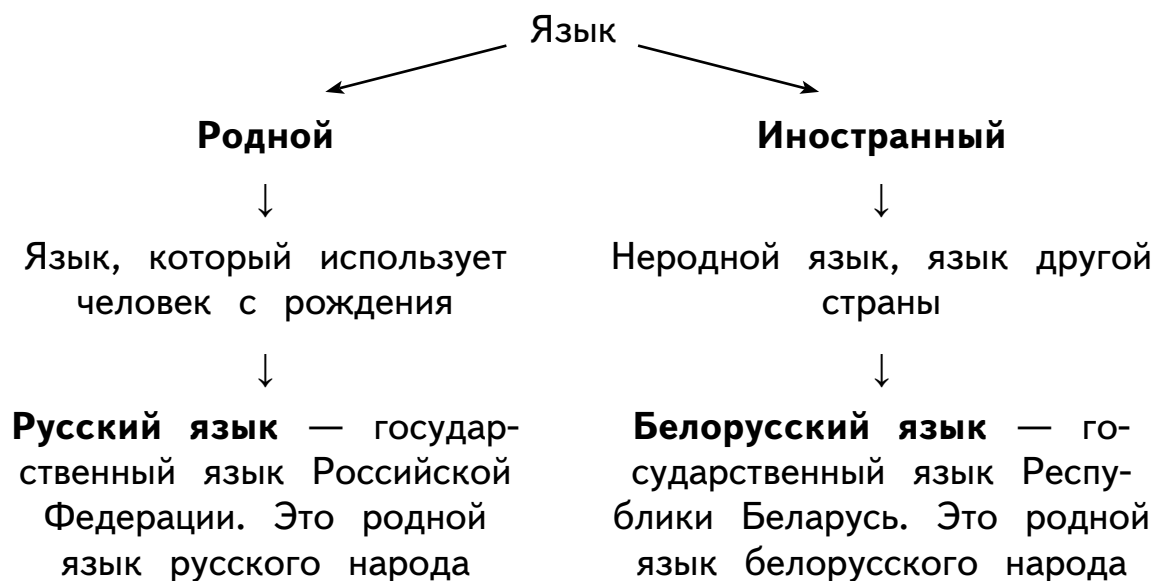 Язык
Родной
Иностранный
↓
↓
Язык, который использует
человек с рождения
Неродной язык, язык другой
страны
↓
↓
Русский язык — государ-
ственный язык Российской
Федерации. Это родной
язык русского народа
Белорусский язык — го-
сударственный язык Респу-
блики Беларусь. Это родной
язык белорусского народа